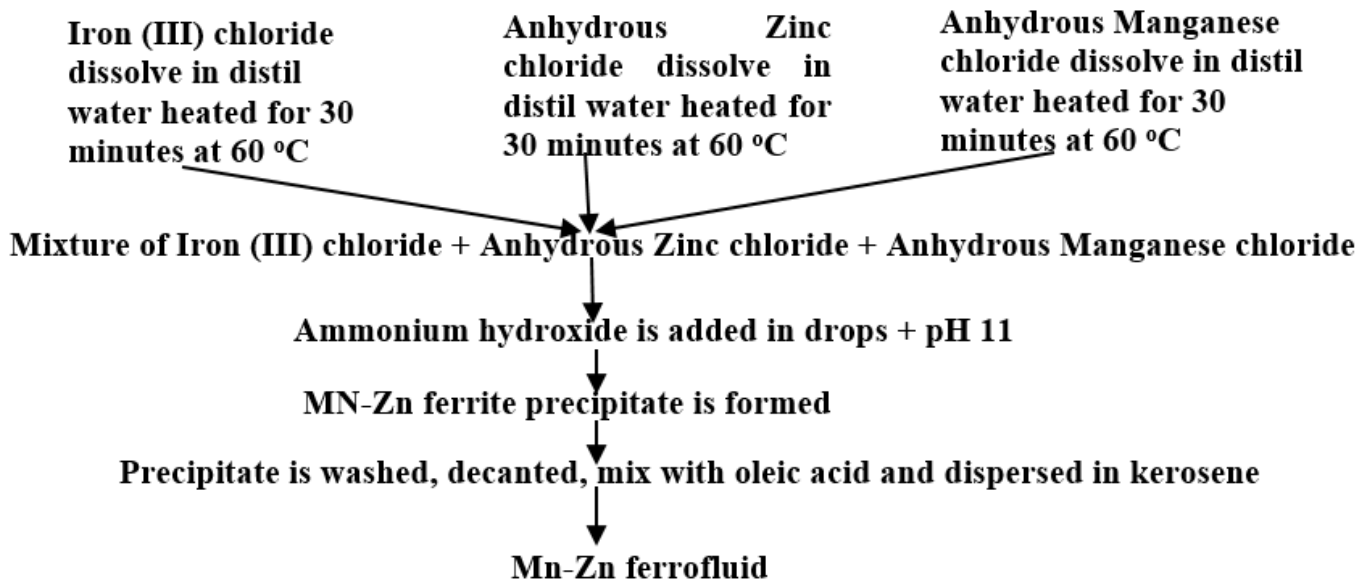 Iron (III) chloride
dissolve in distil
water heated for 30
minutes at 60 °C
Anhydrous Zinc
chloride dissolve in
distil water heated for
30 minutes at 60 °C
Anhydrous Manganese
chloride dissolve in distil
water heated for 30
minutes at 60 °C
Mixture of Iron (III) chloride + Anhydrous Zinc chloride + Anhydrous Manganese chloride
Ammonium hydroxide is added in drops + pH 11
MN-Zn ferrite precipitate is formed
Precipitate is washed, decanted, mix with oleic acid and dispersed in kerosene
Mn-Zn ferrofluid